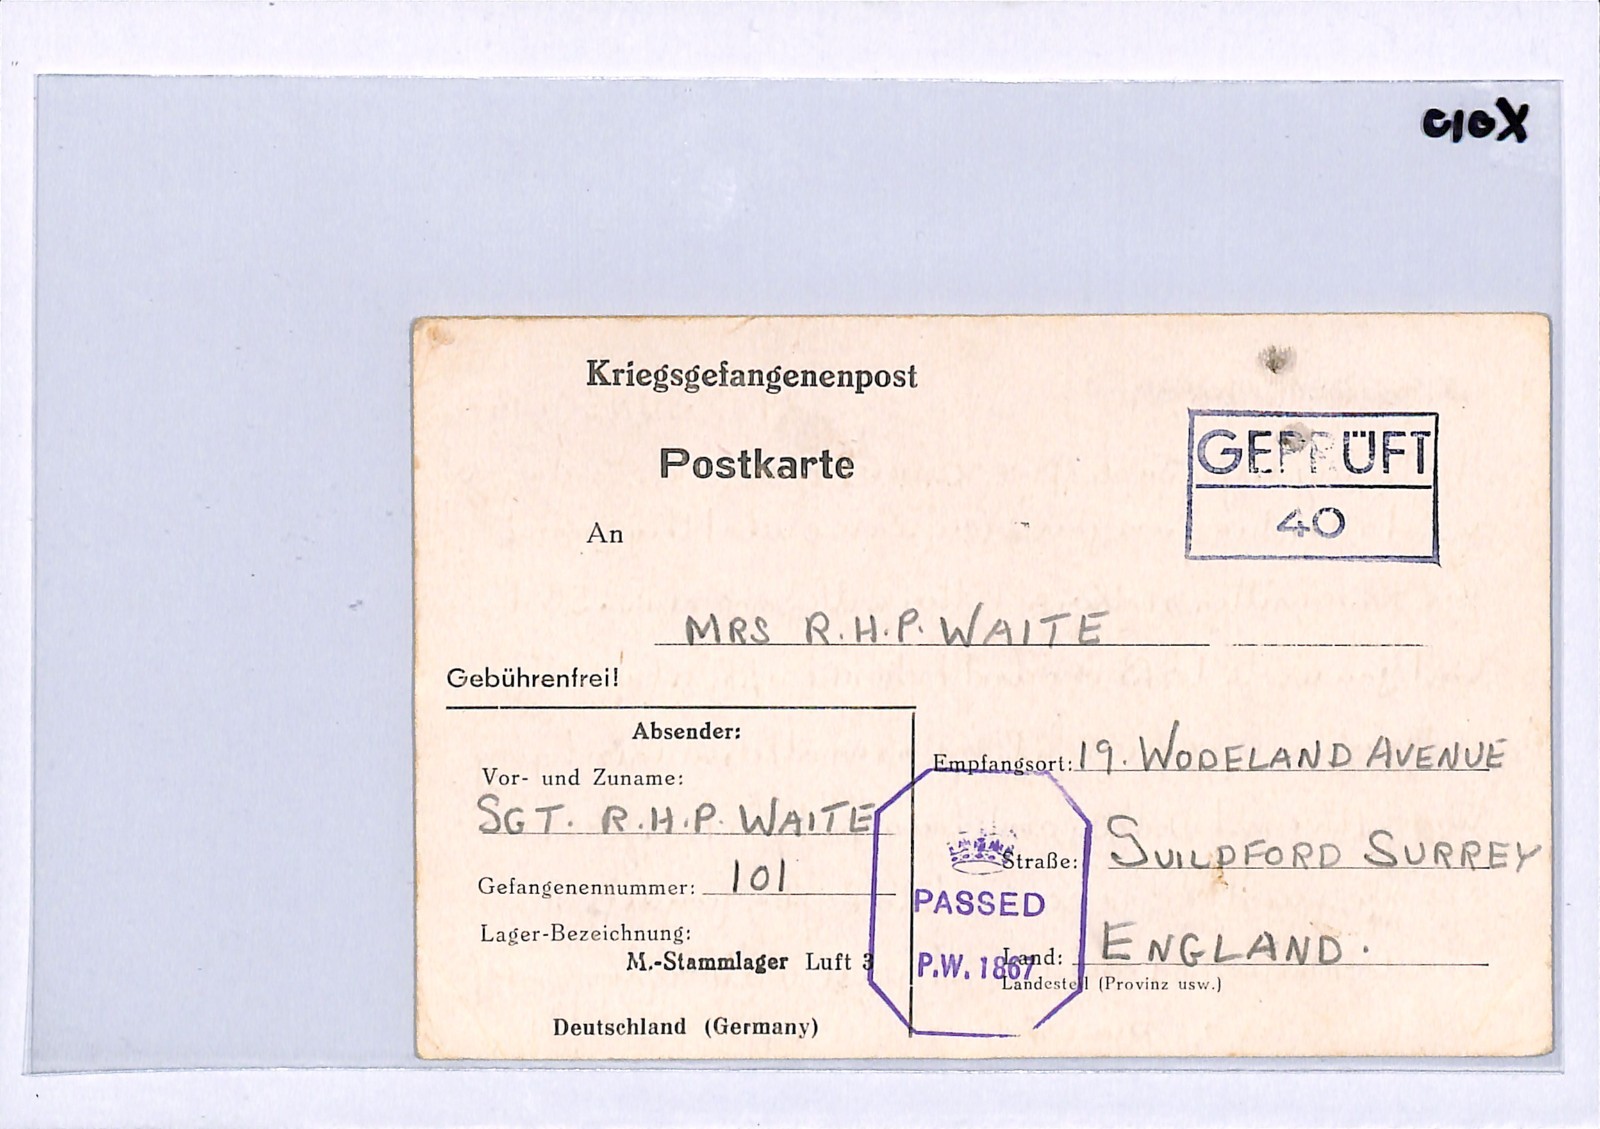 C10X
Kriegsgefangenenpost
Postkarte
GEPRÜFT
40
An
MRS R.H.P. WAITE
Gebührenfrei!
Absender:
Vor- und Zuname:
SGT. R.H.P. WAITE
Gefangenennummer: 101
Lager-Bezeichnung:
M.-Stammlager Luft 3
Deutschland (Germany)
Empfangsort: 19. WODELAND AVENUE
Straße: GUILDFORD SURREY
Land: ENGLAND.
Landesteil (Provinz usw.)
PASSED
P.W. 1867